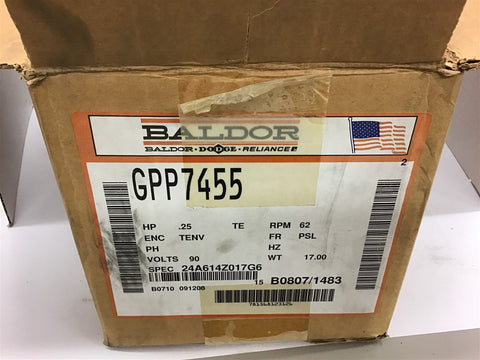 BALDOR
BALDOR • DODGE • RELIANCE
2
GPP7455
HP .25 TE RPM 62
ENC TENV FR PSL
PH HZ
VOLTS 90 WT 17.00
SPEC 24A614Z017G6
15 B0807/1483
B0710 091208
781568123126